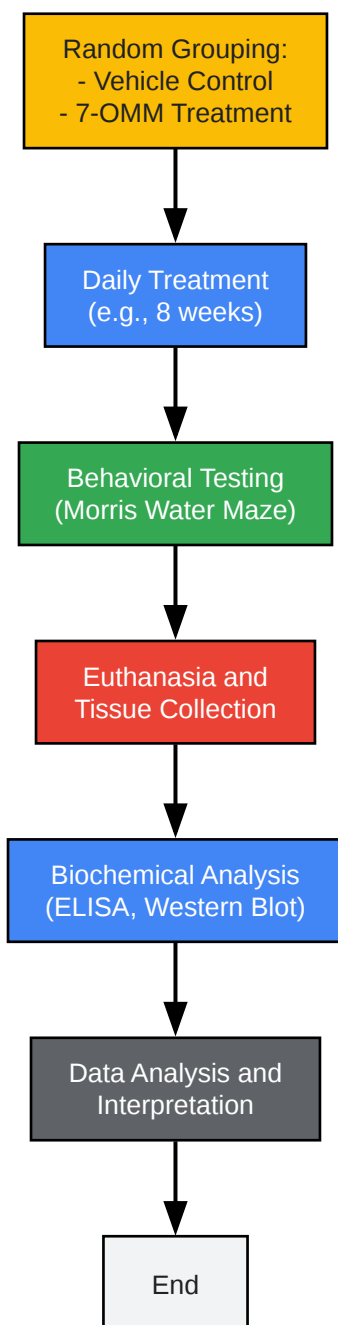 Random Grouping:
- Vehicle Control
- 7-OMM Treatment
Daily Treatment
(e.g., 8 weeks)
Behavioral Testing
(Morris Water Maze)
Euthanasia and
Tissue Collection
Biochemical Analysis
(ELISA, Western Blot)
Data Analysis and
Interpretation
End